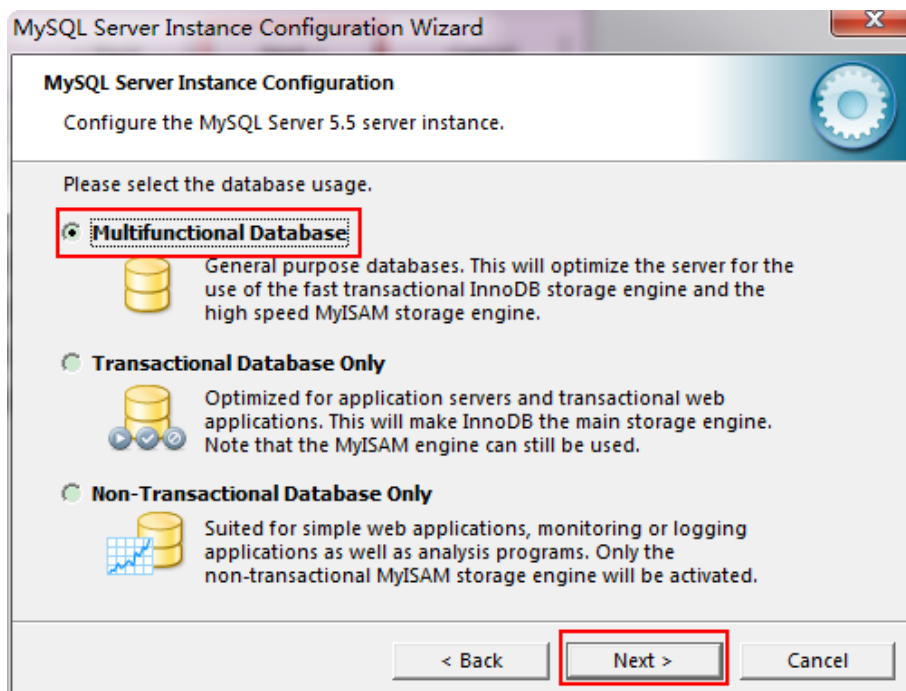 MySQL Server Instance Configuration Wizard
MySQL Server Instance Configuration
Configure the MySQL Server 5.5 server instance.
Please select the database usage.
Multifunctional Database
General purpose databases. This will optimize the server for the
use of the fast transactional InnoDB storage engine and the
high speed MyISAM storage engine.
Transactional Database Only
Optimized for application servers and transactional web
applications. This will make InnoDB the main storage engine.
Note that the MyISAM engine can still be used.
Non-Transactional Database Only
Suited for simple web applications, monitoring or logging
applications as well as analysis programs. Only the
non-transactional MyISAM storage engine will be activated.
< Back Next > Cancel